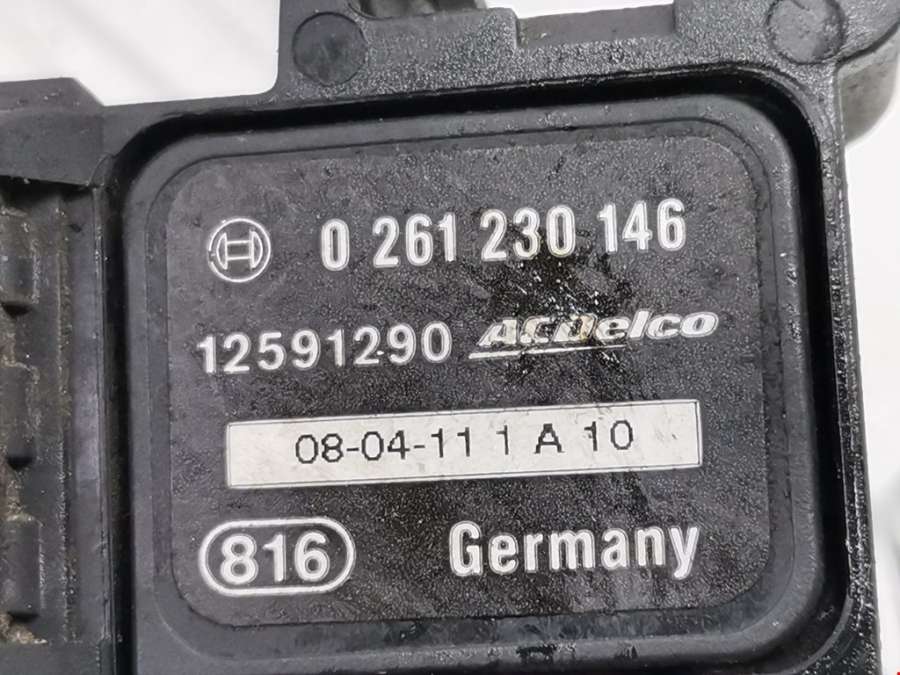 0 261 230 146
12591290 ACDelco
08-04-11 1 A 10
816 Germany